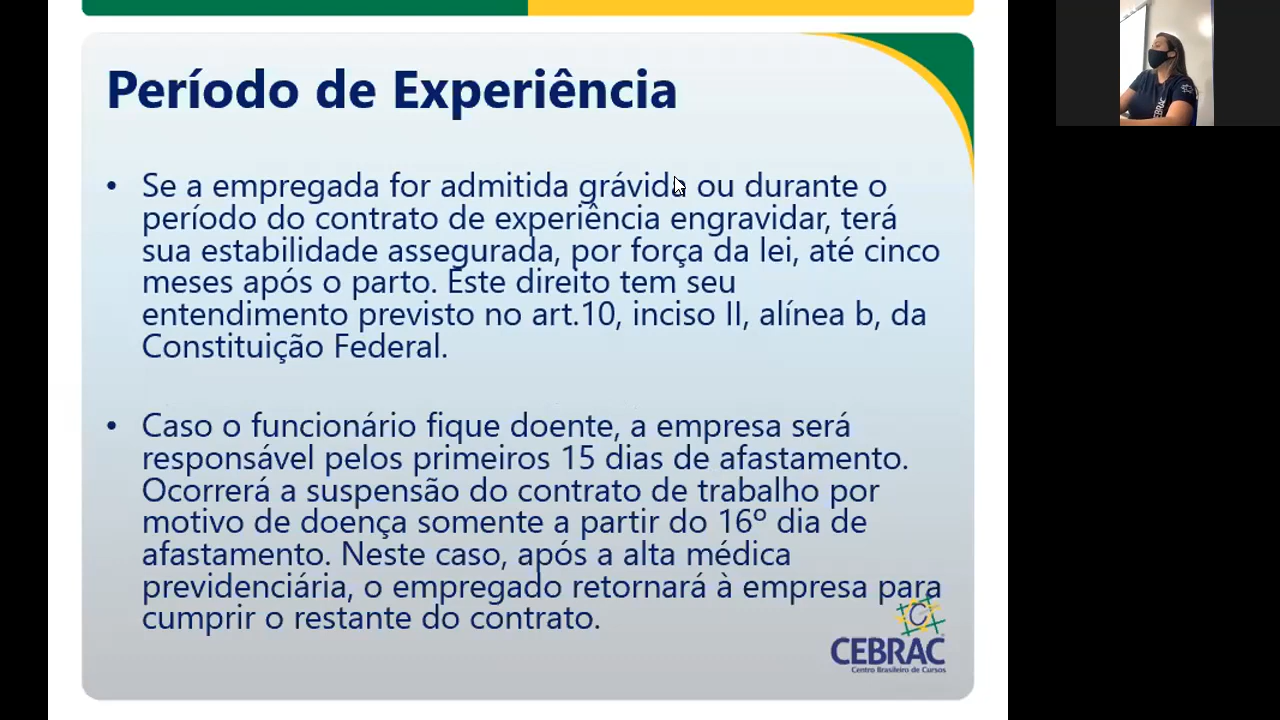 Período de Experiência
• Se a empregada for admitida grávida ou durante o
período do contrato de experiência engravidar, terá
sua estabilidade assegurada, por força da lei, até cinco
meses após o parto. Este direito tem seu
entendimento previsto no art.10, inciso II, alínea b, da
Constituição Federal.
• Caso o funcionário fique doente, a empresa será
responsável pelos primeiros 15 dias de afastamento.
Ocorrerá a suspensão do contrato de trabalho por
motivo de doença somente a partir do 16º dia de
afastamento. Neste caso, após a alta médica
previdenciária, o empregado retornará à empresa para
cumprir o restante do contrato.
CEBRAC
Centro Brasileiro de Cursos
CEBRAC